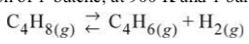 C₄H₈₍g₎ ⇄ C₄H₆₍g₎ + H₂₍g₎